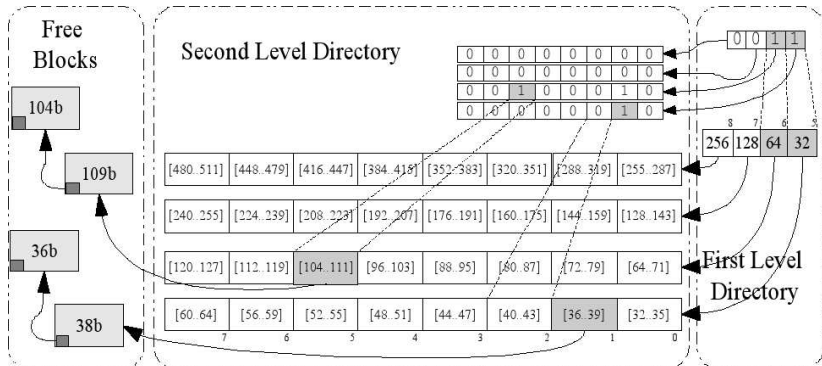 Free
Blocks
Second Level Directory
104b
109b
36b
38b
0 0 0 0 0 0 0 0
0 0 0 0 0 0 0 0
0 0 1 0 0 0 1 0
0 0 0 0 0 0 1 0
0 0 1 1
8 7 6 5
256 128 64 32
[480..511] [448..479] [416..447] [384..415] [352..383] [320..351] [288..319] [255..287]
[240..255] [224..239] [208..223] [192..207] [176..191] [160..175] [144..159] [128..143]
[120..127] [112..119] [104..111] [96..103] [88..95] [80..87] [72..79] [64..71]
[60..64] [56..59] [52..55] [48..51] [44..47] [40..43] [36..39] [32..35]
7 6 5 4 3 2 1 0
First Level
Directory